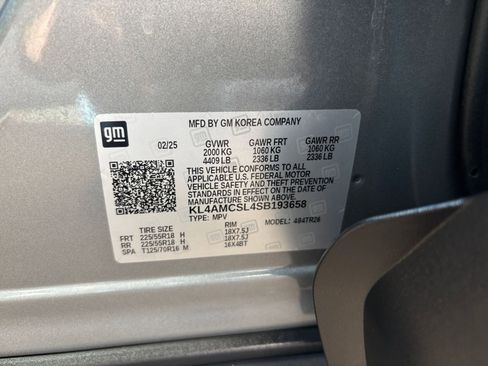 gm
MFD BY GM KOREA COMPANY
02/25 GVWR GAWR FRT GAWR RR
2000 KG 1060 KG 1060 KG
4409 LB 2336 LB 2336 LB
THIS VEHICLE CONFORMS TO ALL
APPLICABLE U.S. FEDERAL MOTOR
VEHICLE SAFETY, BUMPER, AND THEFT
PREVENTION STANDARDS
IN EFFECT ON THE DATE OF
MANUFACTURE SHOWN ABOVE.
KL4AMCSL4SB193658
TYPE: MPV MODEL: 4S4TR26
TIRE SIZE RIM
FRT 225/55R18 H 18X7.5J
RR 225/55R18 H 18X7.5J
SPA T125/70R16 M 16X4BT